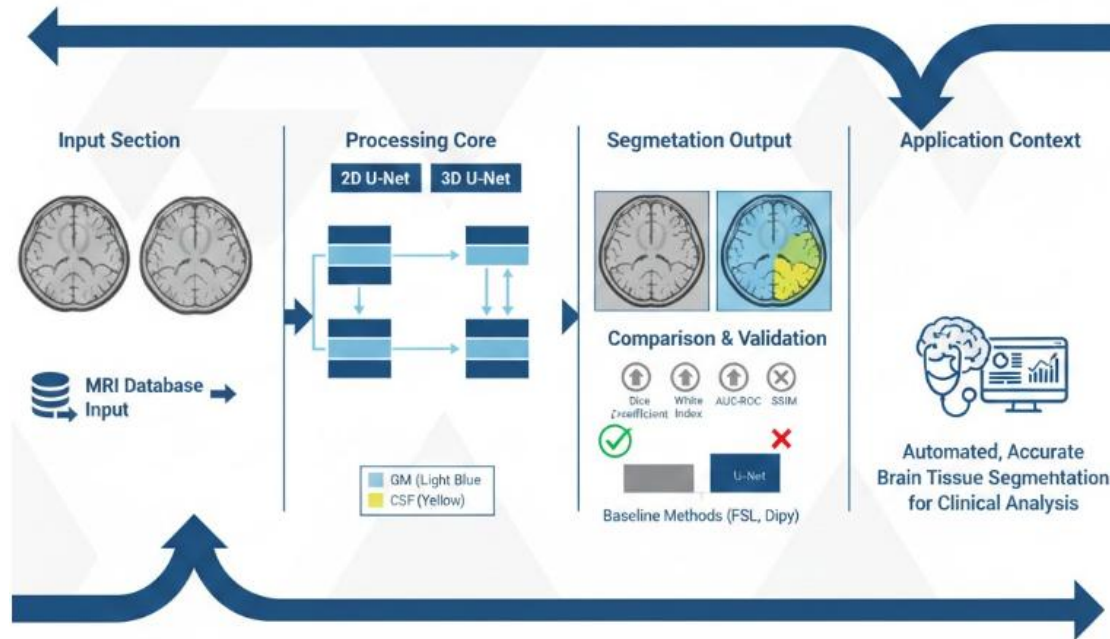 Input Section
MRI Database
Input
Processing Core
2D U-Net
3D U-Net
GM (Light Blue
CSF (Yellow)
Segmetation Output
Comparison & Validation
Dice
White
Index
AUC-ROC
SSIM
U-Net
Baseline Methods (FSL, Dipy)
Application Context
Automated, Accurate
Brain Tissue Segmentation
for Clinical Analysis